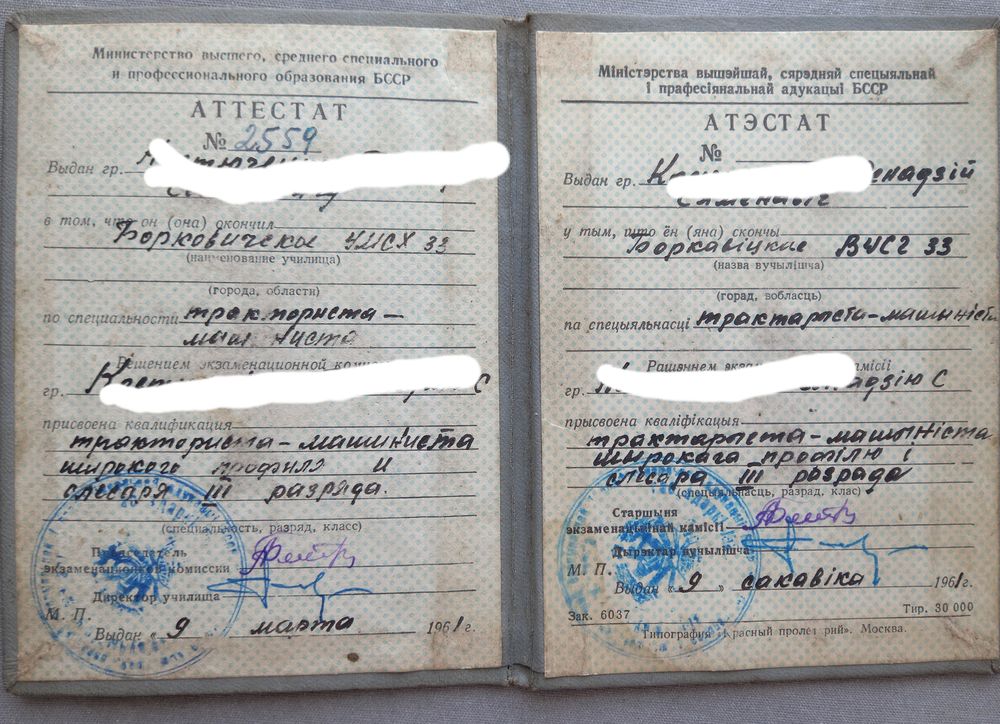 Министерство высшего, среднего специального
и профессионального образования БССР
АТТЕСТАТ
№ 2559
Выдан гр.
в том, что он (она) окончил
Борковичское УМСХ 33
(наименование училища)
(города, области)
по специальности тракториста-
машиниста
Решением экзаменационной
гр. С
присвоена квалификация
тракториста-машиниста
широкого профиля и
слесаря III разряда.
(специальность, разряд, класс)
Председатель
экзаменационной комиссии
Директор училища
М. П.
Выдан « 9 марта 1961г.
Міністэрства вышэйшай, сярэдняй спецыяльнай
і прафесіянальнай адукацыі БССР
АТЭСТАТ
№
Выдан гр.
Сямёнавіч
у тым, што ён (яна) скончы
Боркавіцкае ВУСГ 33
(назва вучылішча)
(горад, вобласць)
па спецыяльнасці трактарыста-машыніста
Рашэннем
гр. С
присвоена кваліфікацыя
трактарыста-машыніста
широкага профілю і
слесара III разрада
(спецыяльнасць, разрад, клас)
Старшыня
экзаменацыйнай камісіі
Дырэктар вучылішча
М. П.
Выдан « 9 » сакавіка 1961г.
Зак. 6037 Тир. 30 000
Типография «Красный пролетарий». Москва.